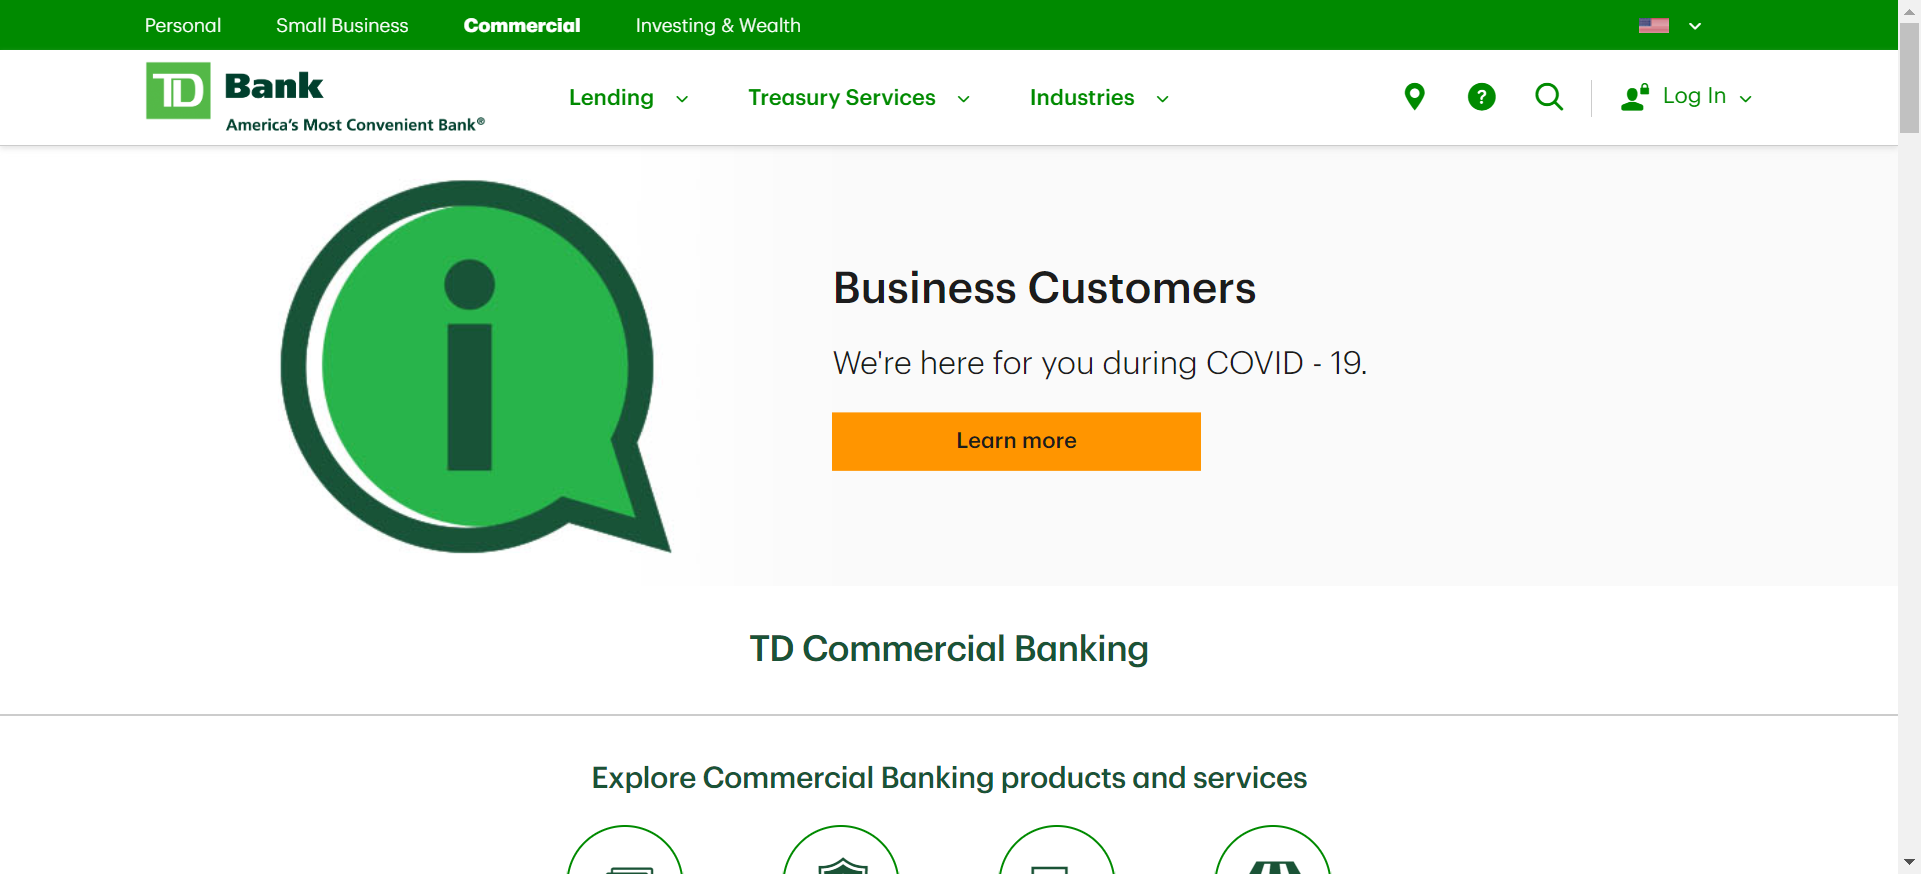 Personal Small Business Commercial Investing & Wealth
TD Bank
America's Most Convenient Bank®
Lending Treasury Services Industries ? Log In
i
Business Customers
We're here for you during COVID - 19.
Learn more
TD Commercial Banking
Explore Commercial Banking products and services